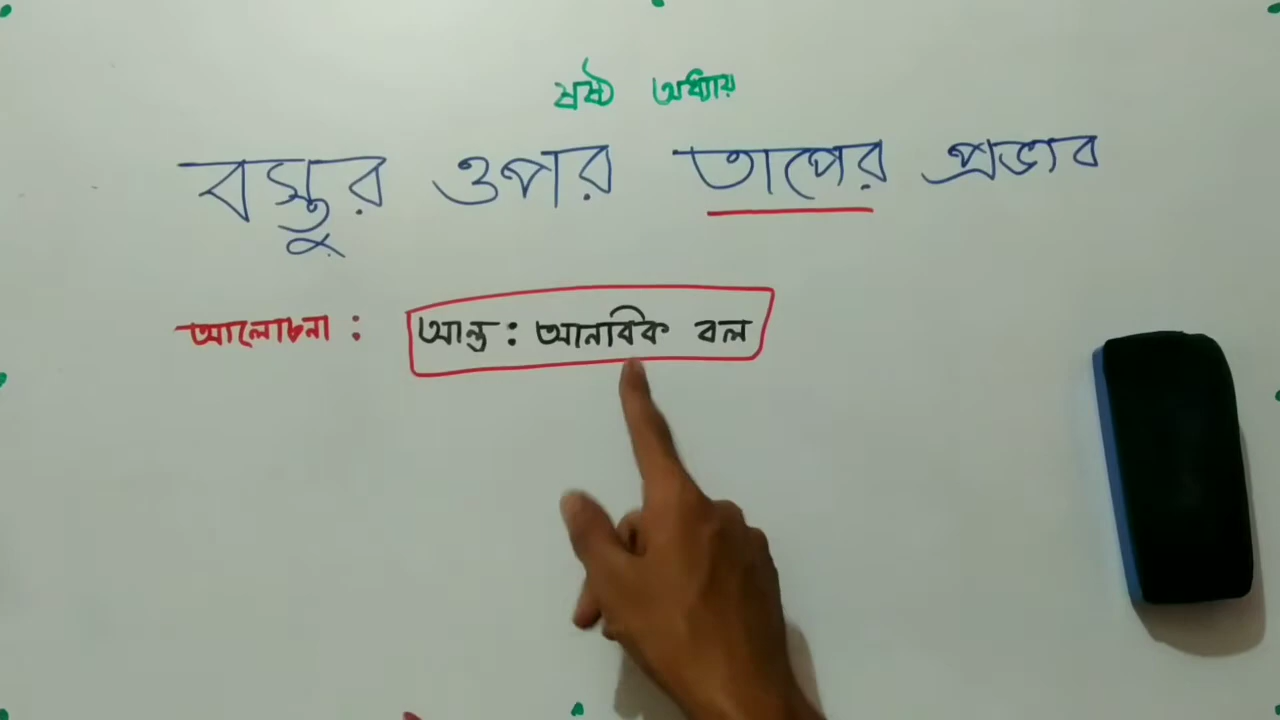 ষষ্ঠ অধ্যায়
বস্তুর ওপর তাপের প্রভাব
আলোচনা : আন্ত : আনবিক বল